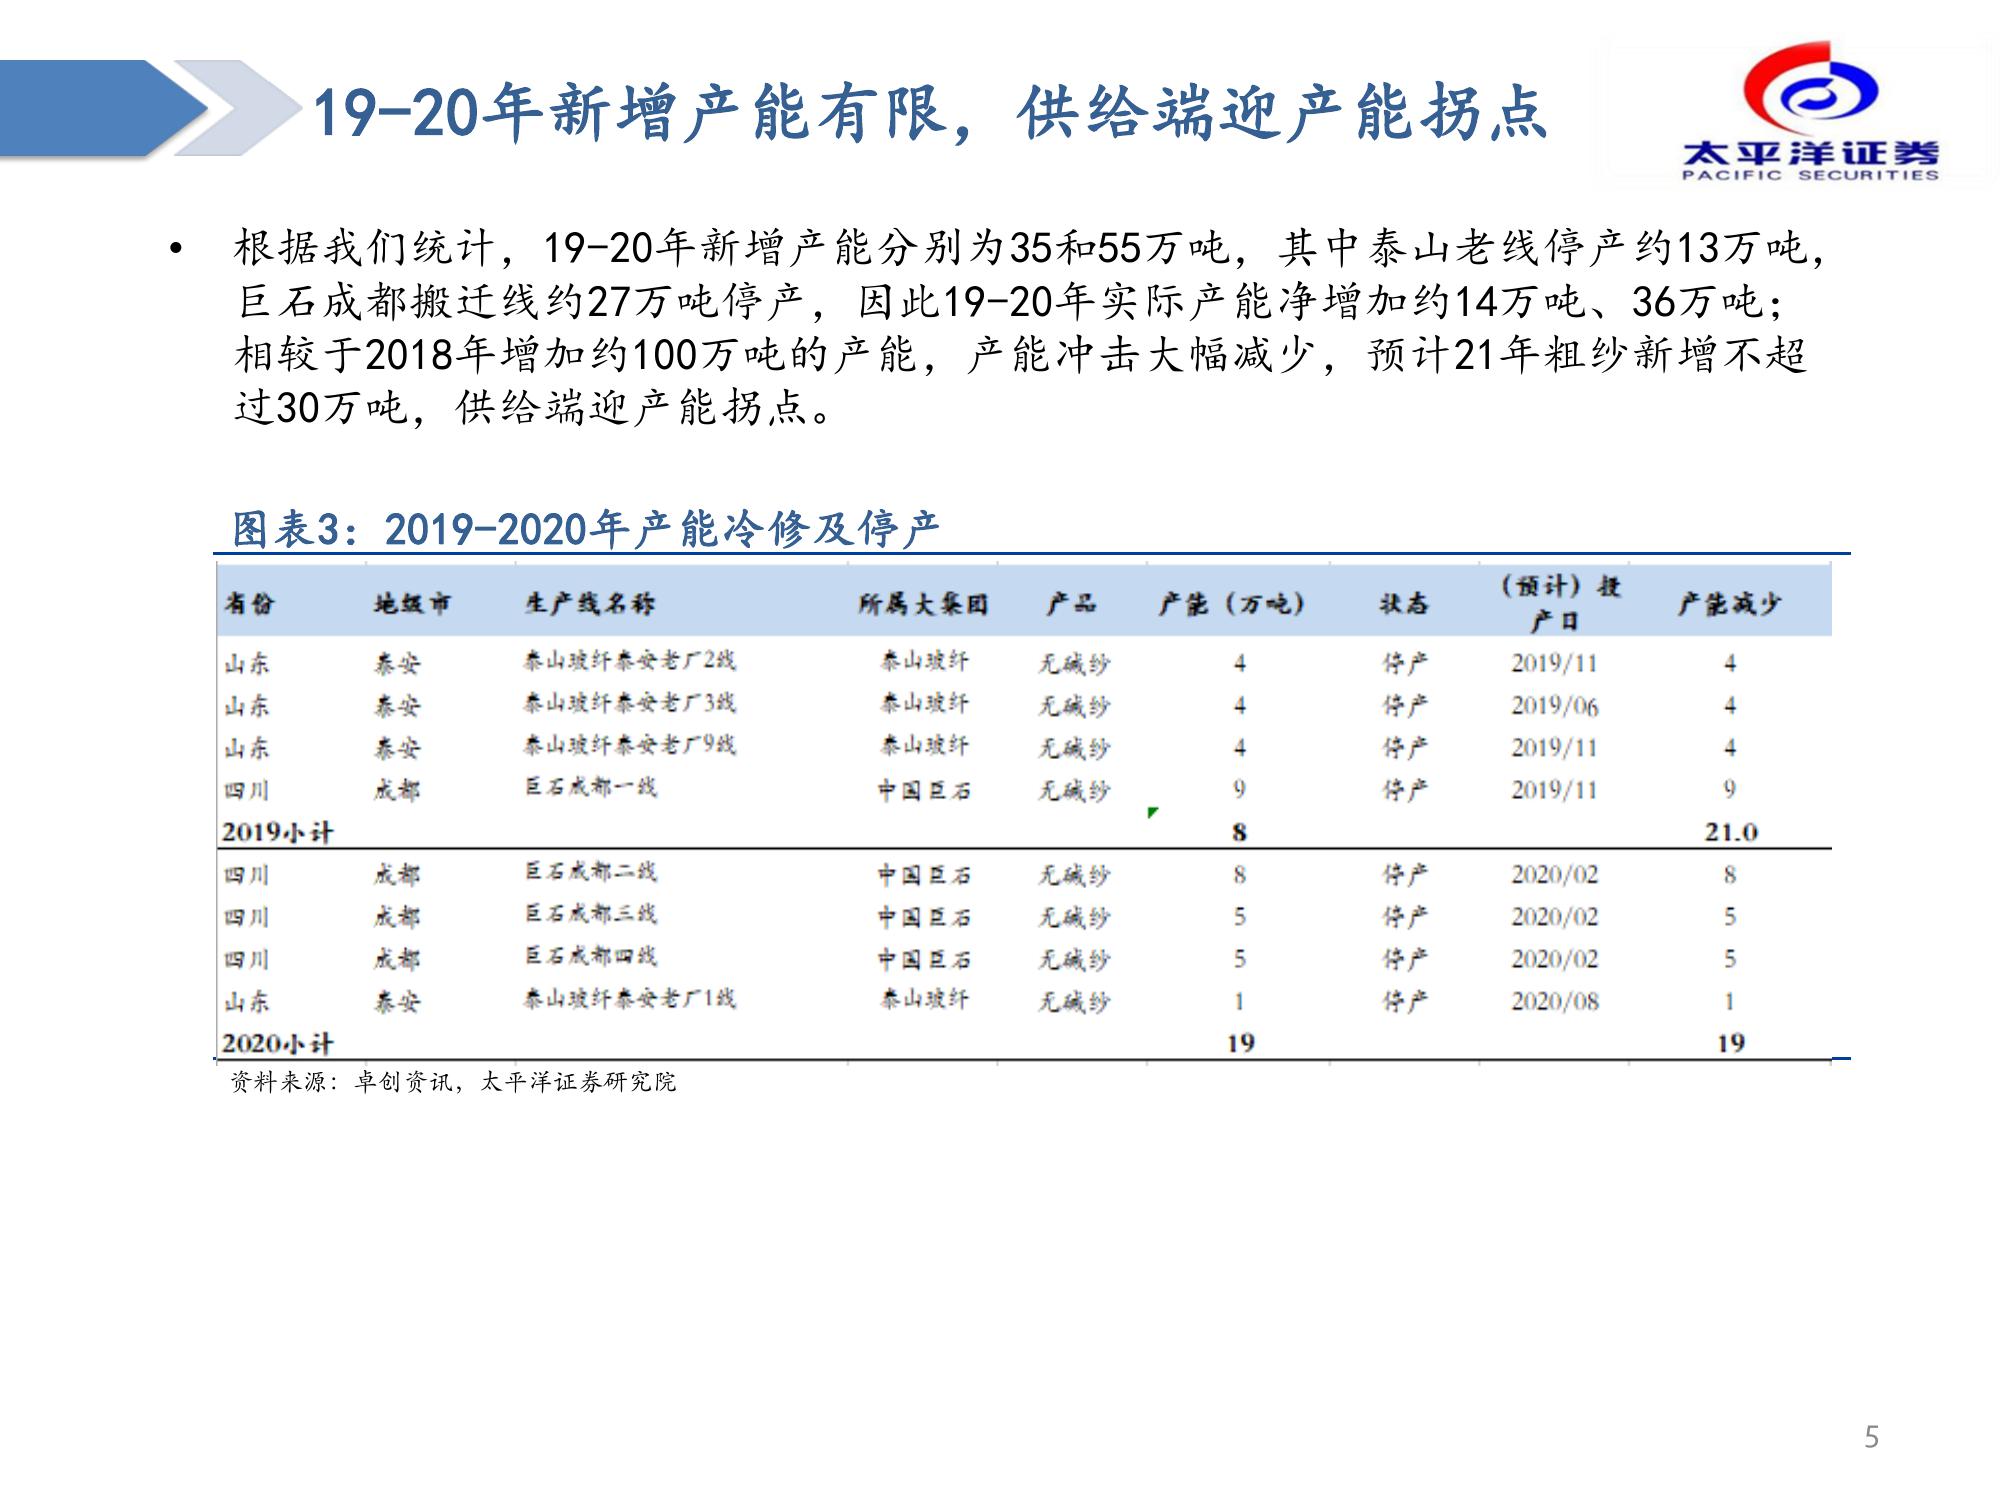 19-20年新增产能有限，供给端迎产能拐点
太平洋证券
PACIFIC SECURITIES
• 根据我们统计，19-20年新增产能分别为35和55万吨，其中泰山老线停产约13万吨，
巨石成都搬迁线约27万吨停产，因此19-20年实际产能净增加约14万吨、36万吨；
相较于2018年增加约100万吨的产能，产能冲击大幅减少，预计21年粗纱新增不超
过30万吨，供给端迎产能拐点。
图表3：2019-2020年产能冷修及停产
省份 地级市 生产线名称 所属大集团 产品 产能（万吨） 状态 （预计）投产日 产能减少
山东 泰安 泰山玻纤泰安老厂2线 泰山玻纤 无碱纱 4 停产 2019/11 4
山东 泰安 泰山玻纤泰安老厂3线 泰山玻纤 无碱纱 4 停产 2019/06 4
山东 泰安 泰山玻纤泰安老厂9线 泰山玻纤 无碱纱 4 停产 2019/11 4
四川 成都 巨石成都一线 中国巨石 无碱纱 9 停产 2019/11 9
2019小计 8 21.0
四川 成都 巨石成都二线 中国巨石 无碱纱 8 停产 2020/02 8
四川 成都 巨石成都三线 中国巨石 无碱纱 5 停产 2020/02 5
四川 成都 巨石成都四线 中国巨石 无碱纱 5 停产 2020/02 5
山东 泰安 泰山玻纤泰安老厂1线 泰山玻纤 无碱纱 1 停产 2020/08 1
2020小计 19 19
资料来源：卓创资讯，太平洋证券研究院
5